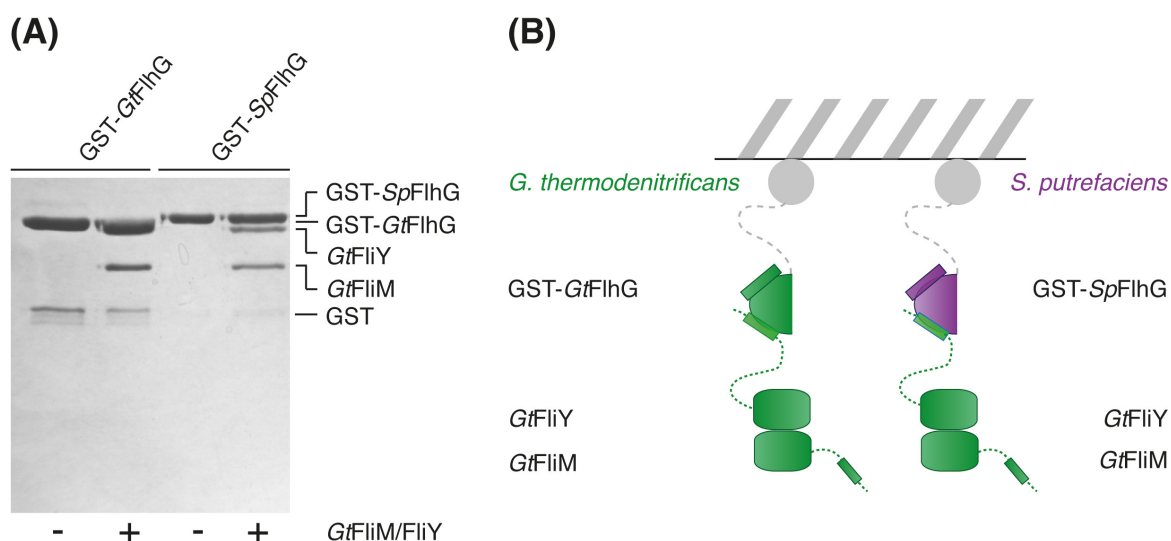 (A)
GST-GtFlhG
GST-SpFlhG
GST-SpFlhG
GST-GtFlhG
GtFliY
GtFliM
GST
- + - + GtFliM/FliY
(B)
G. thermodenitrificans S. putrefaciens
GST-GtFlhG GST-SpFlhG
GtFliY GtFliY
GtFliM GtFliM